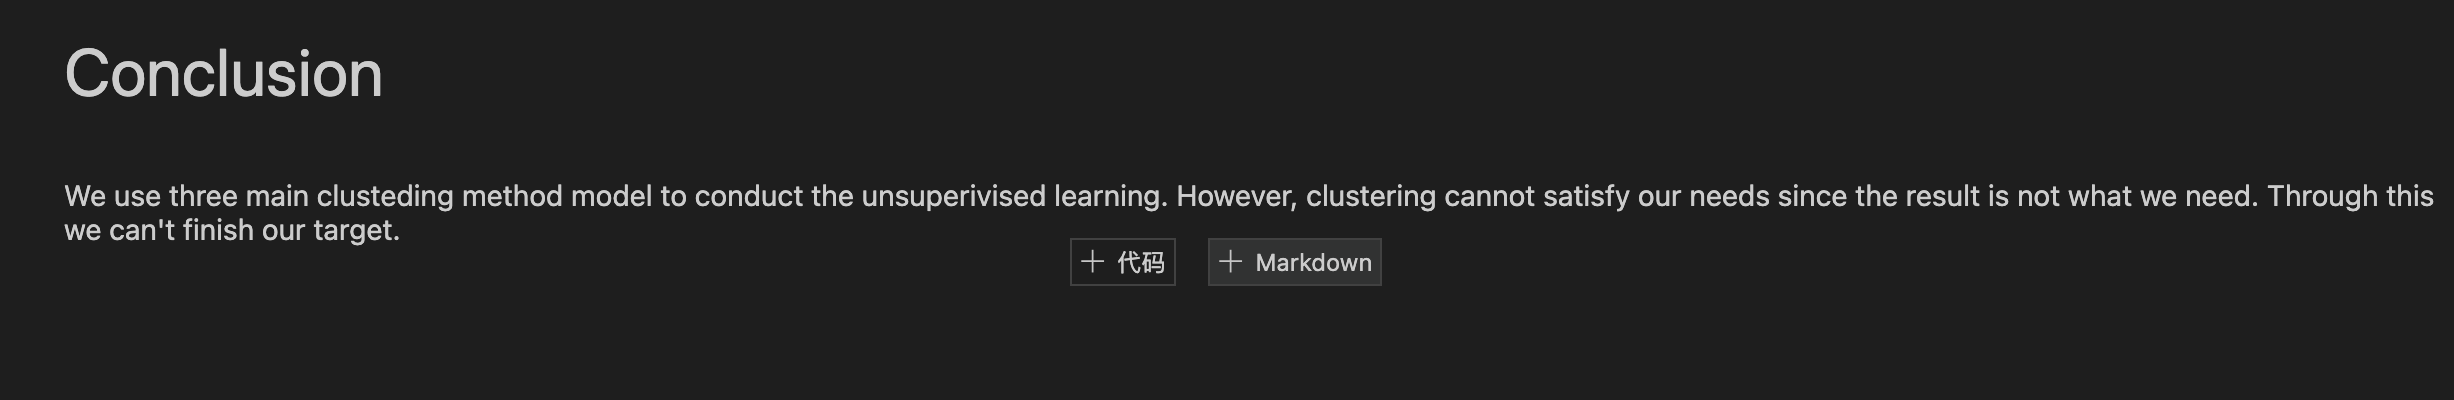 Conclusion
We use three main clusteding method model to conduct the unsuperivised learning. However, clustering cannot satisfy our needs since the result is not what we need. Through this
we can't finish our target.
+ 代码 + Markdown